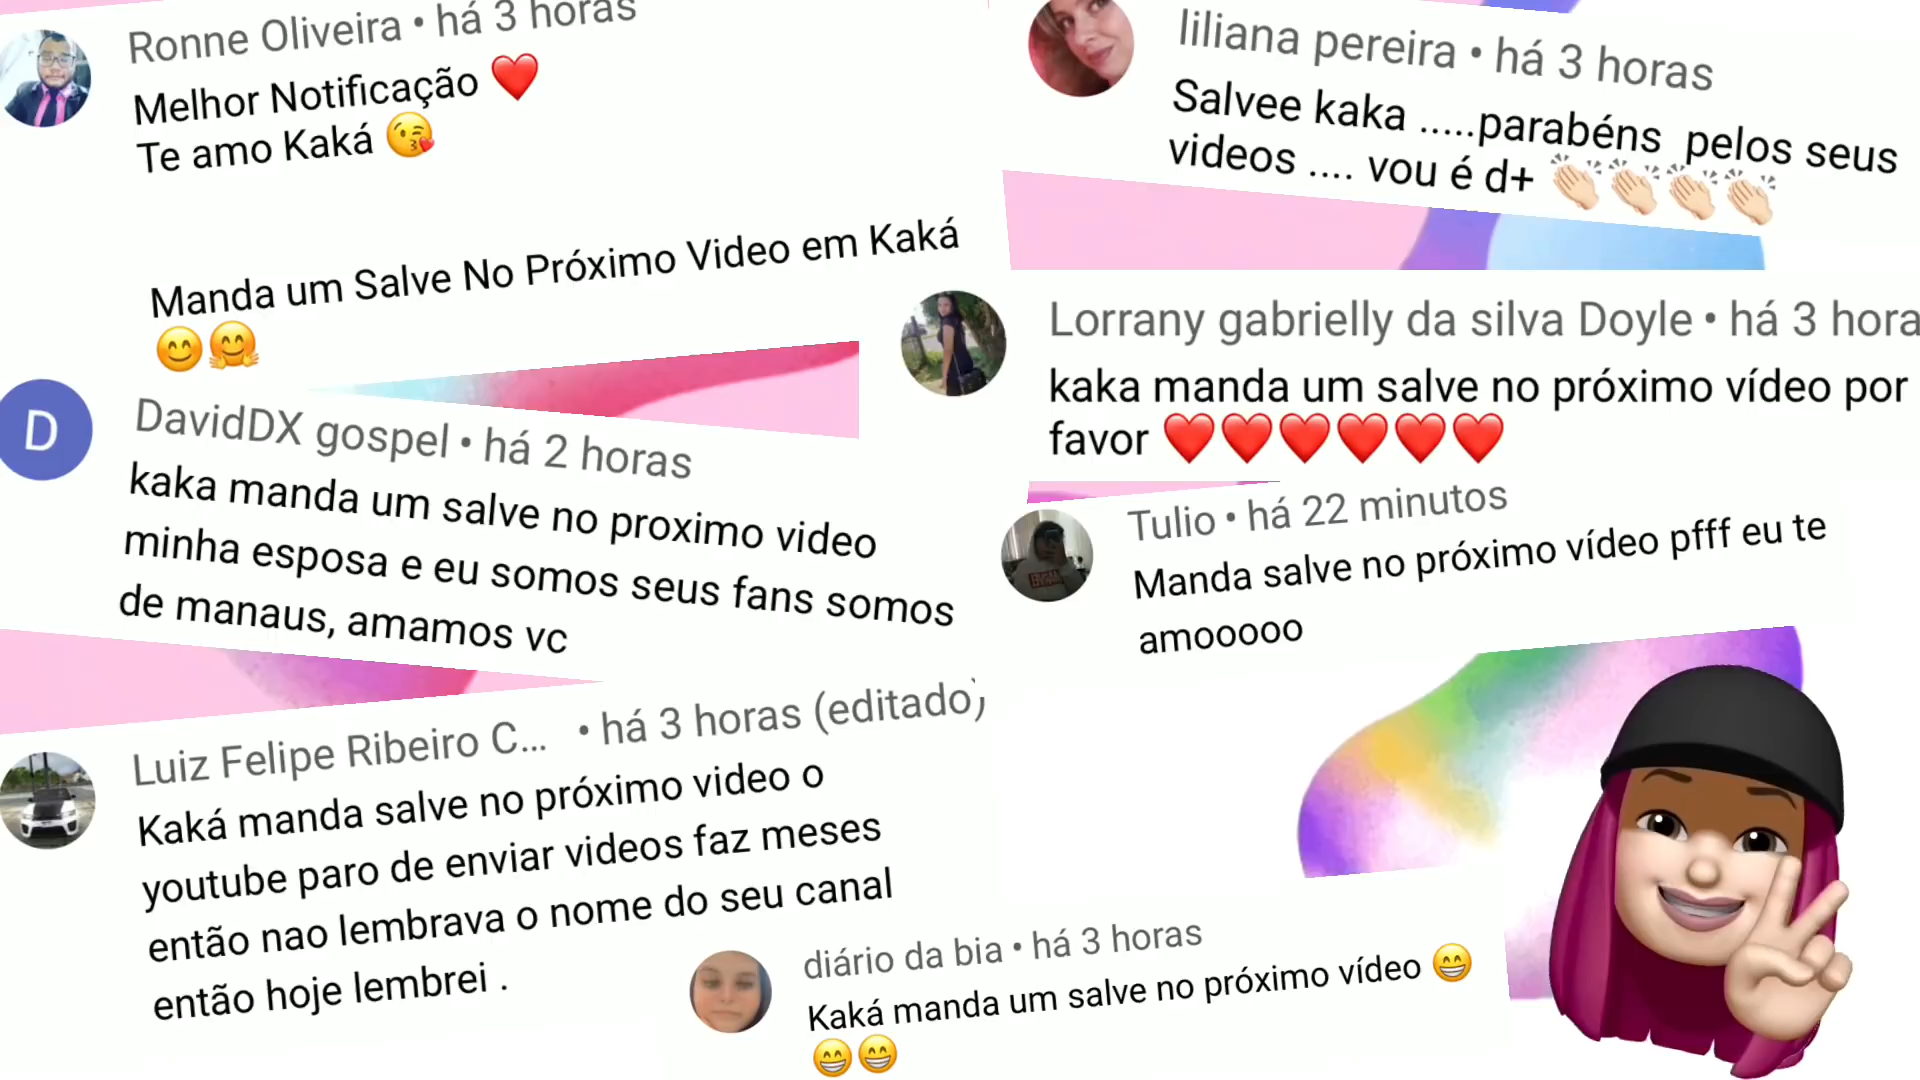 Ronne Oliveira • há 3 horas
Melhor Notificação ❤️
Te amo Kaká 😘
Manda um Salve No Próximo Video em Kaká
😊🤗
D
DavidDX gospel • há 2 horas
kaka manda um salve no proximo video
minha esposa e eu somos seus fans somos
de manaus, amamos vc
Luiz Felipe Ribeiro C... • há 3 horas (editado)
Kaká manda salve no próximo video o
youtube paro de enviar videos faz meses
então nao lembrava o nome do seu canal
então hoje lembrei .
liliana pereira • há 3 horas
Salvee kaka .....parabéns pelos seus
videos .... vou é d+ 👏🏻👏🏻👏🏻👏🏻
Lorrany gabrielly da silva Doyle • há 3 hora
kaka manda um salve no próximo vídeo por
favor ❤️❤️❤️❤️❤️❤️
Tulio • há 22 minutos
Manda salve no próximo vídeo pfff eu te
amooooo
diário da bia • há 3 horas
Kaká manda um salve no próximo vídeo 😁
😁😁